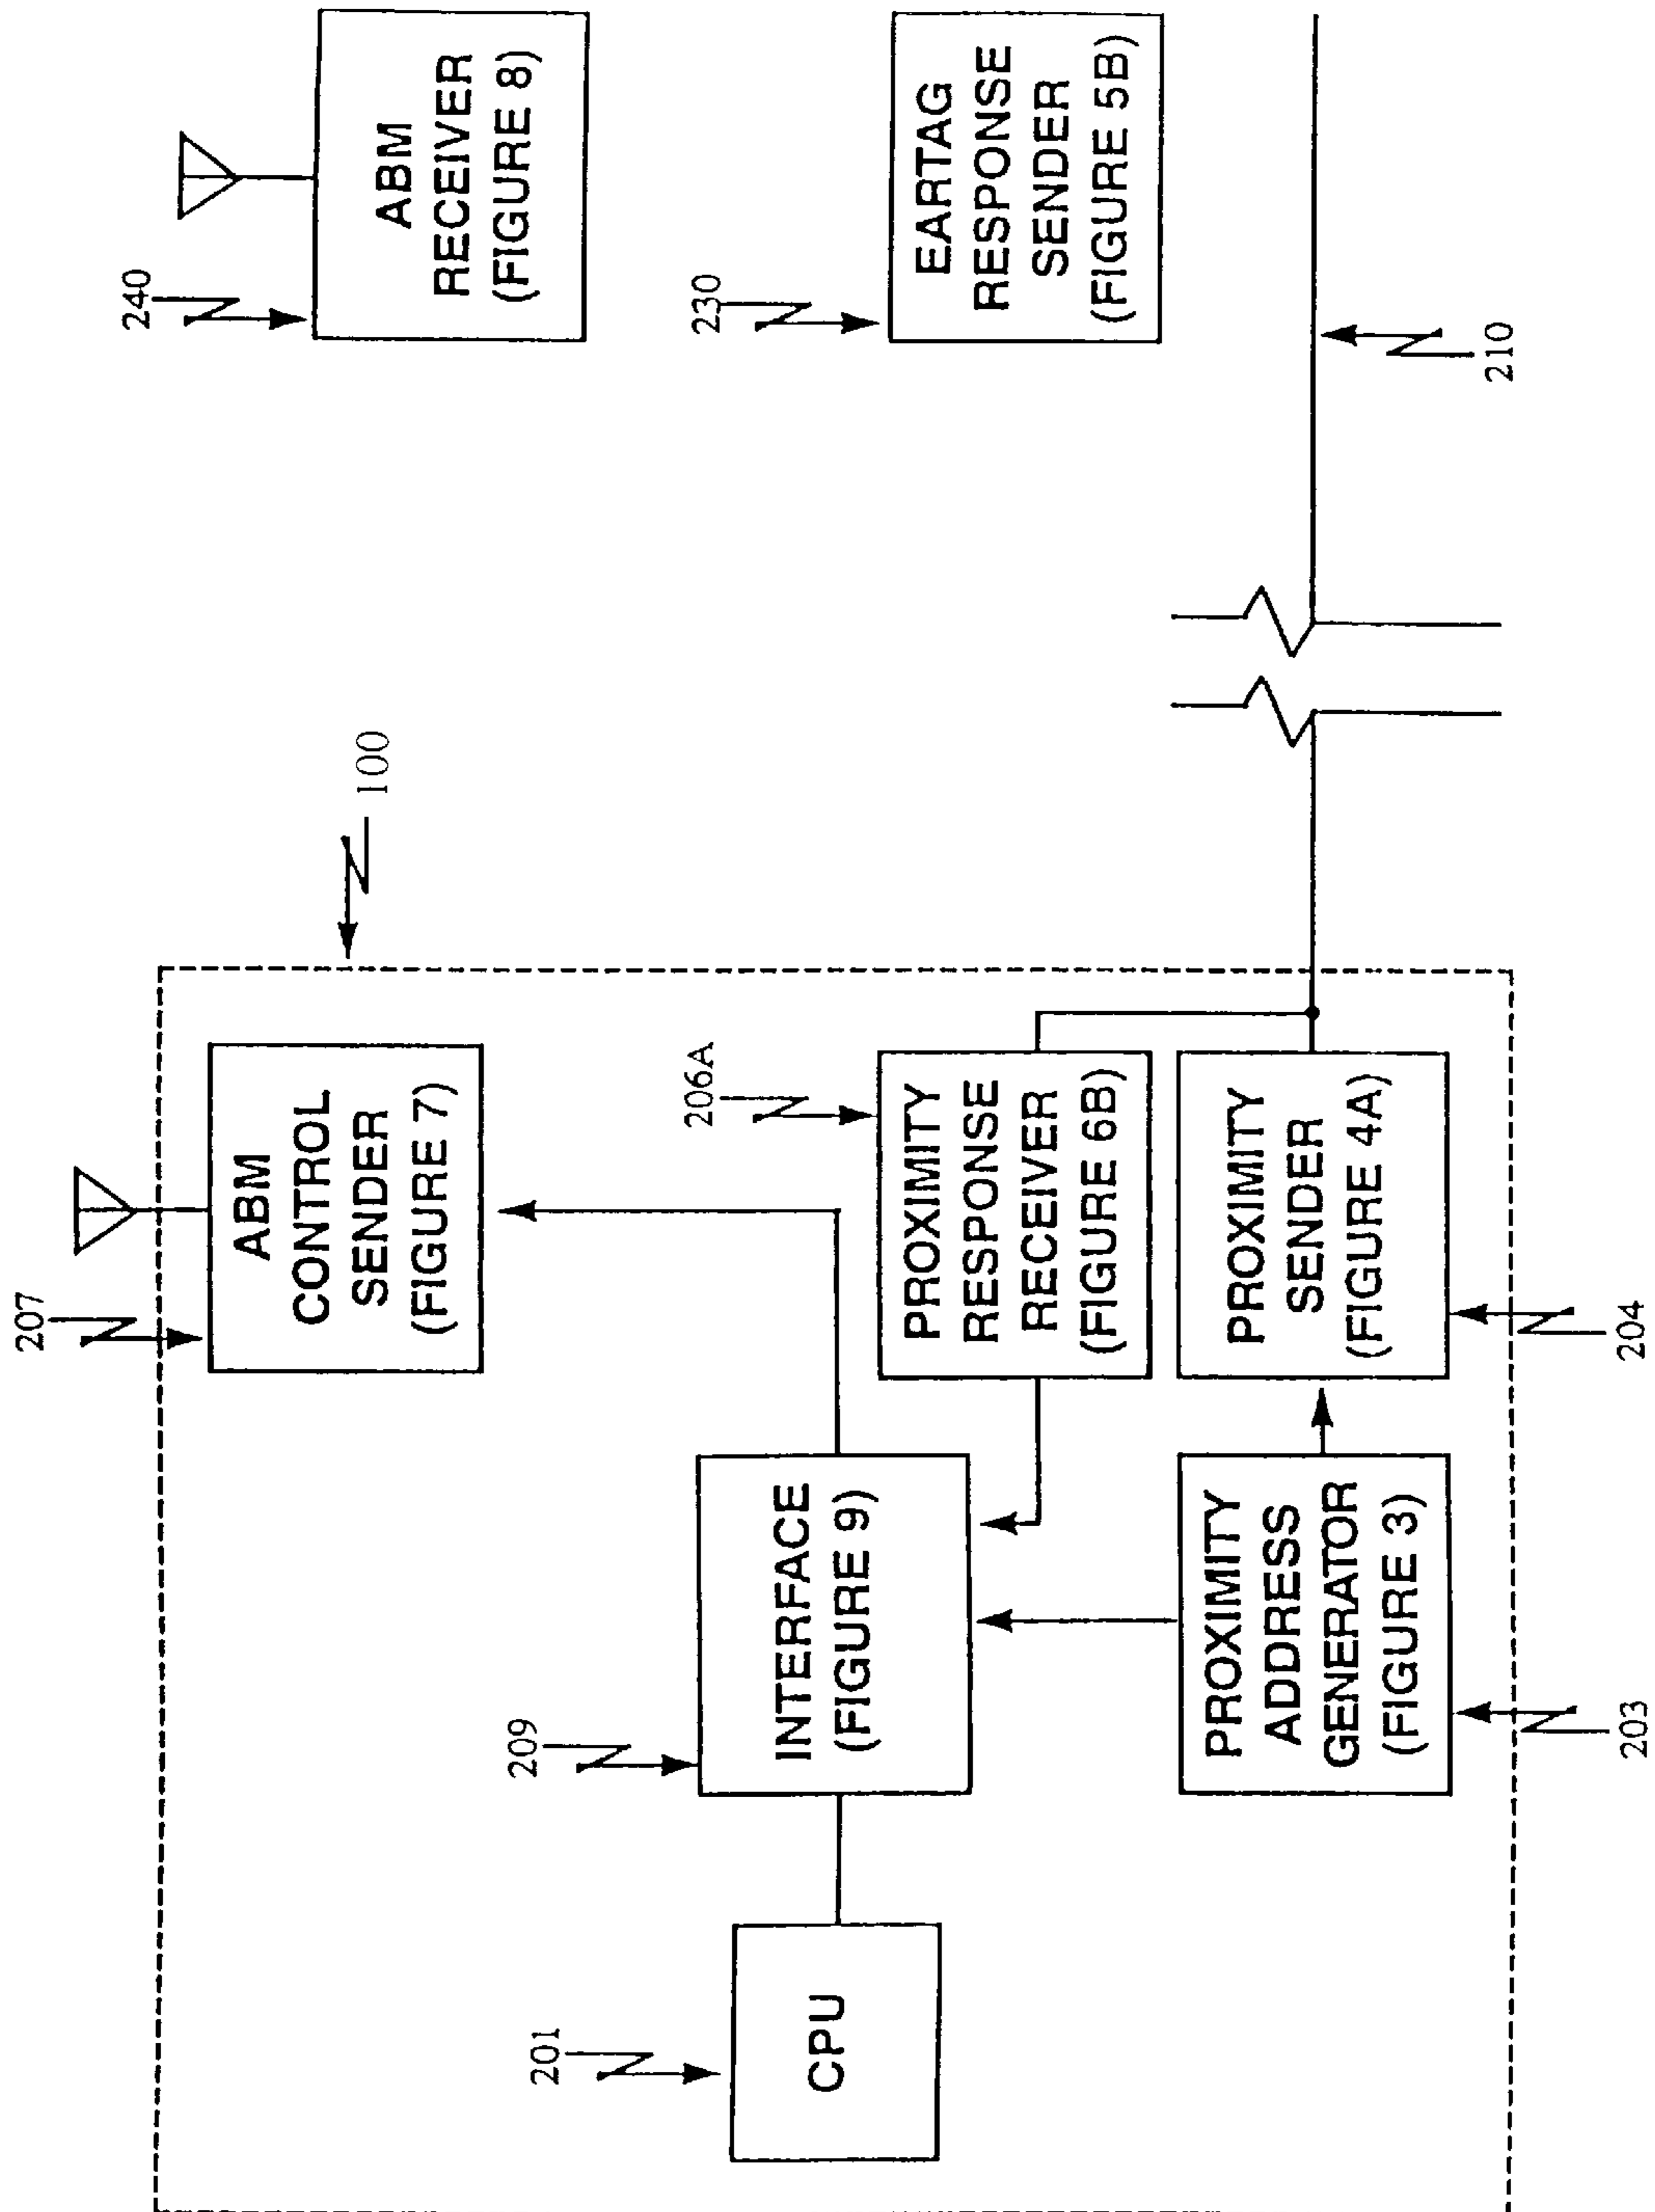 207
ABM
CONTROL
SENDER
(FIGURE 7)
100
240
ABM
RECEIVER
(FIGURE 8)
201
CPU
209
INTERFACE
(FIGURE 9)
206A
PROXIMITY
RESPONSE
RECEIVER
(FIGURE 6B)
230
EARTAG
RESPONSE
SENDER
(FIGURE 5B)
PROXIMITY
ADDRESS
GENERATOR
(FIGURE 3)
203
PROXIMITY
SENDER
(FIGURE 4A)
204
210